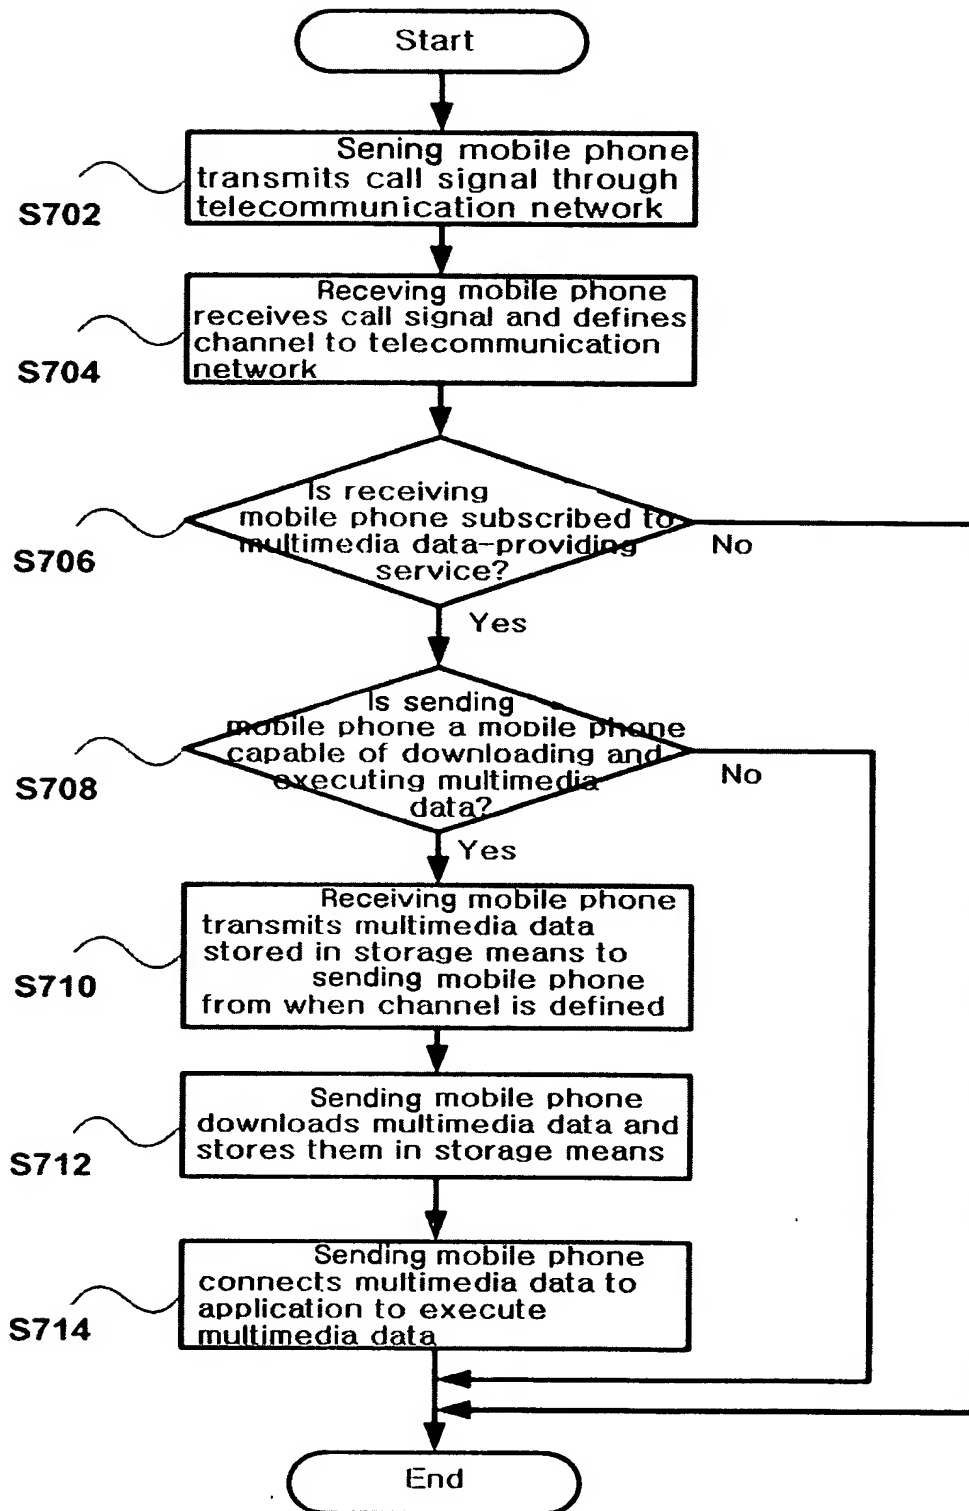 Start
Sening mobile phone
transmits call signal through
telecommunication network
S702
Receving mobile phone
receives call signal and defines
channel to telecommunication
network
S704
Is receiving
mobile phone subscribed to
multimedia data-providing
service?
S706
No
Yes
Is sending
mobile phone a mobile phone
capable of downloading and
executing multimedia
data?
S708
No
Yes
Receiving mobile phone
transmits multimedia data
stored in storage means to
sending mobile phone
from when channel is defined
S710
Sending mobile phone
downloads multimedia data and
stores them in storage means
S712
Sending mobile phone
connects multimedia data to
application to execute
multimedia data
S714
End